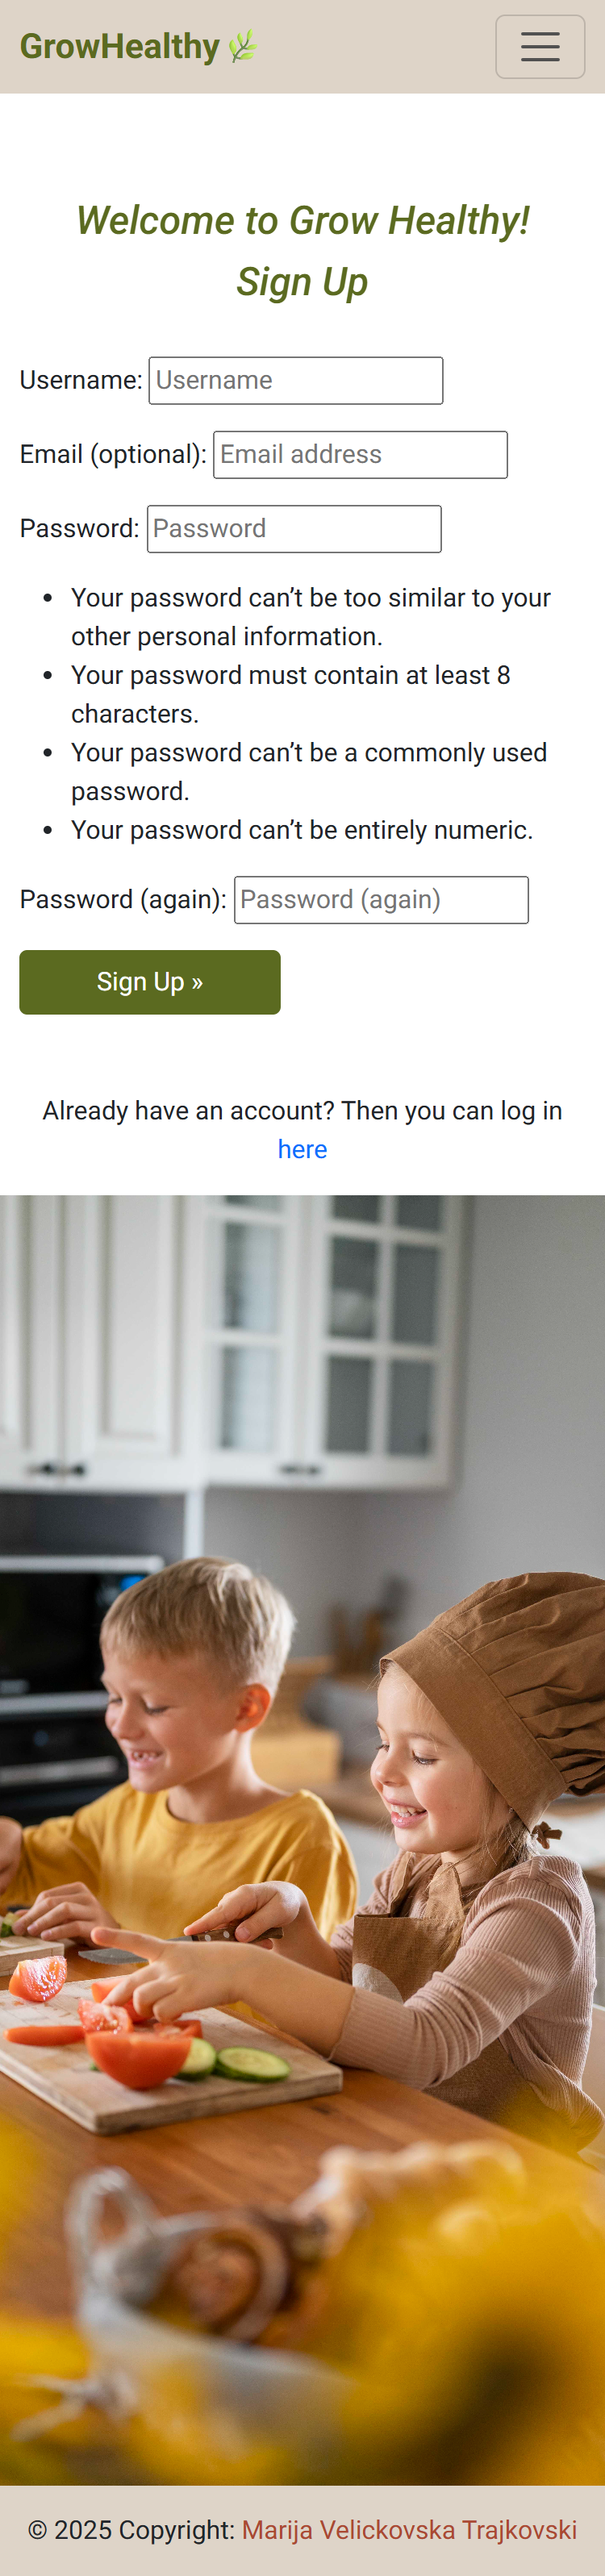 GrowHealthy
Welcome to Grow Healthy!
Sign Up
Username: Username
Email (optional): Email address
Password: Password
• Your password can’t be too similar to your
other personal information.
• Your password must contain at least 8
characters.
• Your password can’t be a commonly used
password.
• Your password can’t be entirely numeric.
Password (again): Password (again)
Sign Up »
Already have an account? Then you can log in
here
© 2025 Copyright: Marija Velickovska Trajkovski